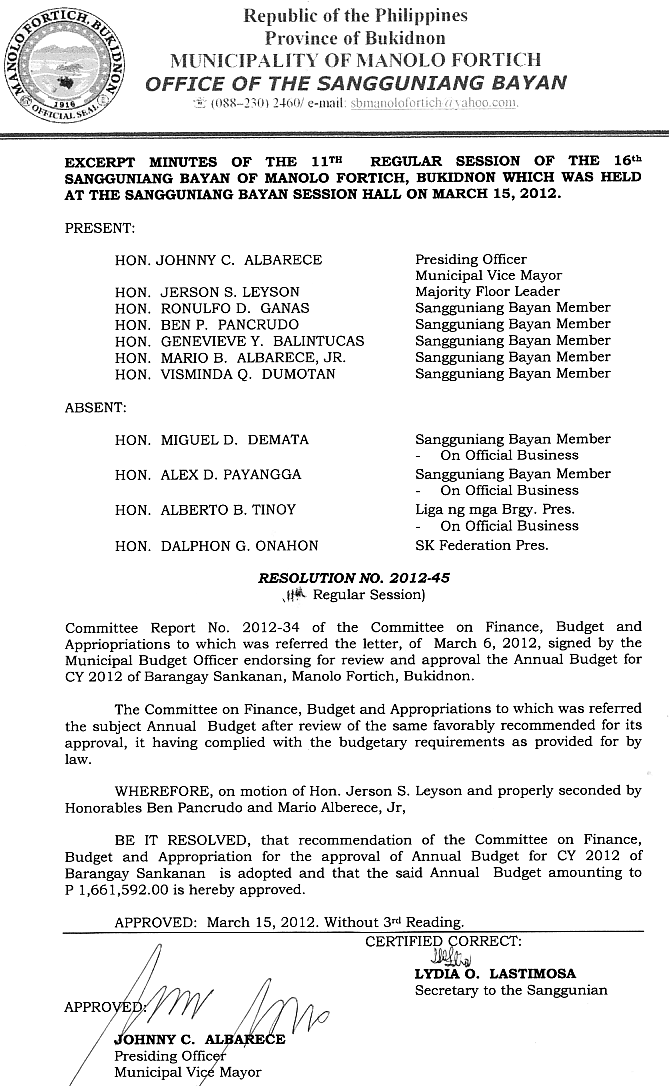 MANOLO FORTICH, BUKIDNON
1916
OFFICIAL SEAL
Republic of the Philippines
Province of Bukidnon
MUNICIPALITY OF MANOLO FORTICH
OFFICE OF THE SANGGUNIANG BAYAN
☏ (088-230) 2460/ e-mail: sbmanolofortich@yahoo.com.
EXCERPT MINUTES OF THE 11TH REGULAR SESSION OF THE 16th
SANGGUNIANG BAYAN OF MANOLO FORTICH, BUKIDNON WHICH WAS HELD
AT THE SANGGUNIANG BAYAN SESSION HALL ON MARCH 15, 2012.
PRESENT:
HON. JOHNNY C. ALBARECE Presiding Officer
Municipal Vice Mayor
HON. JERSON S. LEYSON Majority Floor Leader
HON. RONULFO D. GANAS Sangguniang Bayan Member
HON. BEN P. PANCRUDO Sangguniang Bayan Member
HON. GENEVIEVE Y. BALINTUCAS Sangguniang Bayan Member
HON. MARIO B. ALBARECE, JR. Sangguniang Bayan Member
HON. VISMINDA Q. DUMOTAN Sangguniang Bayan Member
ABSENT:
HON. MIGUEL D. DEMATA Sangguniang Bayan Member
- On Official Business
HON. ALEX D. PAYANGGA Sangguniang Bayan Member
- On Official Business
HON. ALBERTO B. TINOY Liga ng mga Brgy. Pres.
- On Official Business
HON. DALPHON G. ONAHON SK Federation Pres.
RESOLUTION NO. 2012-45
Regular Session)
Committee Report No. 2012-34 of the Committee on Finance, Budget and
Appriopriations to which was referred the letter, of March 6, 2012, signed by the
Municipal Budget Officer endorsing for review and approval the Annual Budget for
CY 2012 of Barangay Sankanan, Manolo Fortich, Bukidnon.
The Committee on Finance, Budget and Appropriations to which was referred
the subject Annual Budget after review of the same favorably recommended for its
approval, it having complied with the budgetary requirements as provided for by
law.
WHEREFORE, on motion of Hon. Jerson S. Leyson and properly seconded by
Honorables Ben Pancrudo and Mario Alberece, Jr,
BE IT RESOLVED, that recommendation of the Committee on Finance,
Budget and Appropriation for the approval of Annual Budget for CY 2012 of
Barangay Sankanan is adopted and that the said Annual Budget amounting to
P 1,661,592.00 is hereby approved.
APPROVED: March 15, 2012. Without 3rd Reading.
CERTIFIED CORRECT:
LYDIA O. LASTIMOSA
Secretary to the Sanggunian
APPROVED:
JOHNNY C. ALBARECE
Presiding Officer
Municipal Vice Mayor